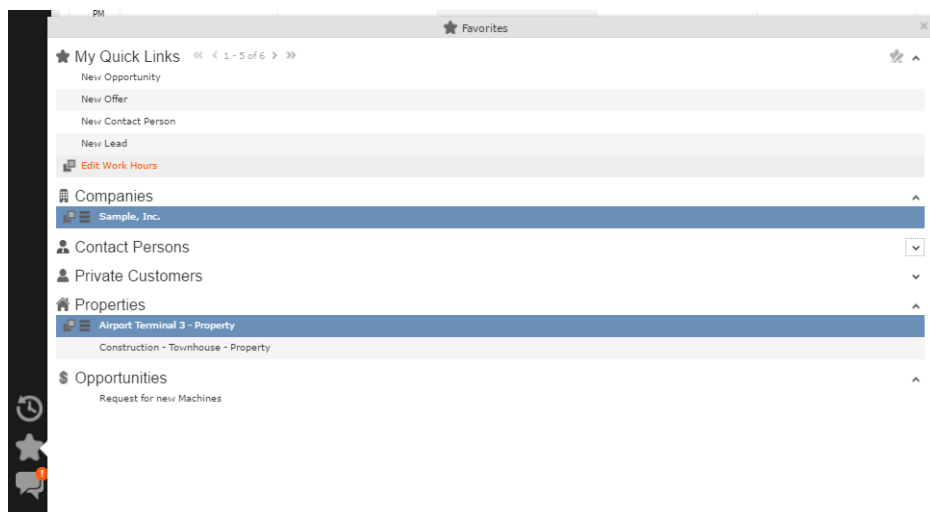 PM
Favorites
My Quick Links 1 - 5 of 6
New Opportunity
New Offer
New Contact Person
New Lead
Edit Work Hours
Companies
Sample, Inc.
Contact Persons
Private Customers
Properties
Airport Terminal 3 - Property
Construction - Townhouse - Property
$ Opportunities
Request for new Machines
!